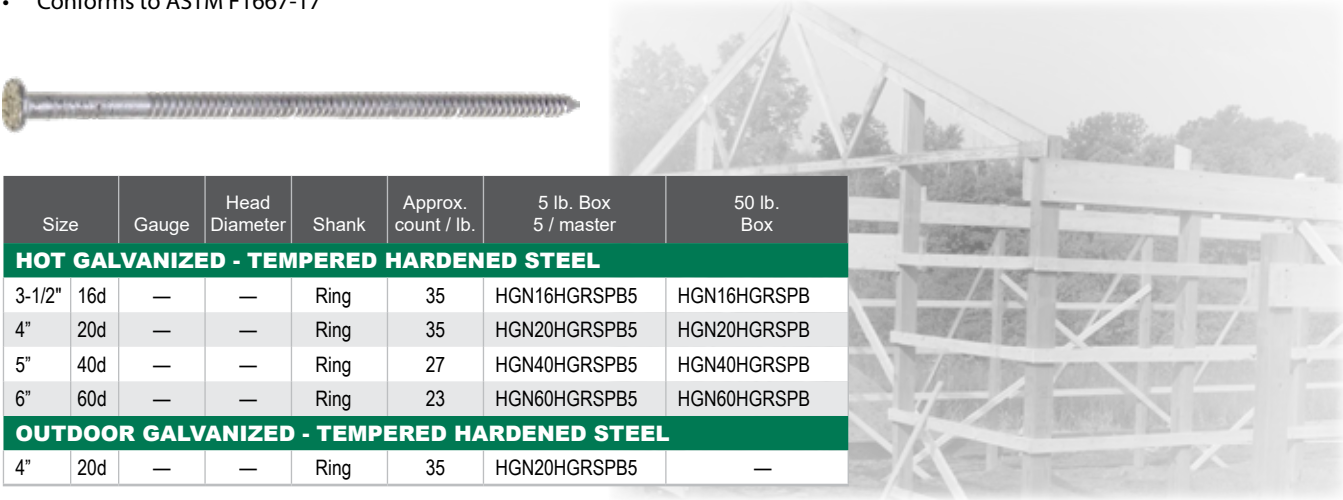 • Conforms to ASTM F1667-17
Size Gauge Head Diameter Shank Approx. count / lb. 5 lb. Box 5 / master 50 lb. Box
HOT GALVANIZED - TEMPERED HARDENED STEEL
3-1/2" 16d — — Ring 35 HGN16HGRSPB5 HGN16HGRSPB
4” 20d — — Ring 35 HGN20HGRSPB5 HGN20HGRSPB
5” 40d — — Ring 27 HGN40HGRSPB5 HGN40HGRSPB
6” 60d — — Ring 23 HGN60HGRSPB5 HGN60HGRSPB
OUTDOOR GALVANIZED - TEMPERED HARDENED STEEL
4” 20d — — Ring 35 HGN20HGRSPB5 —